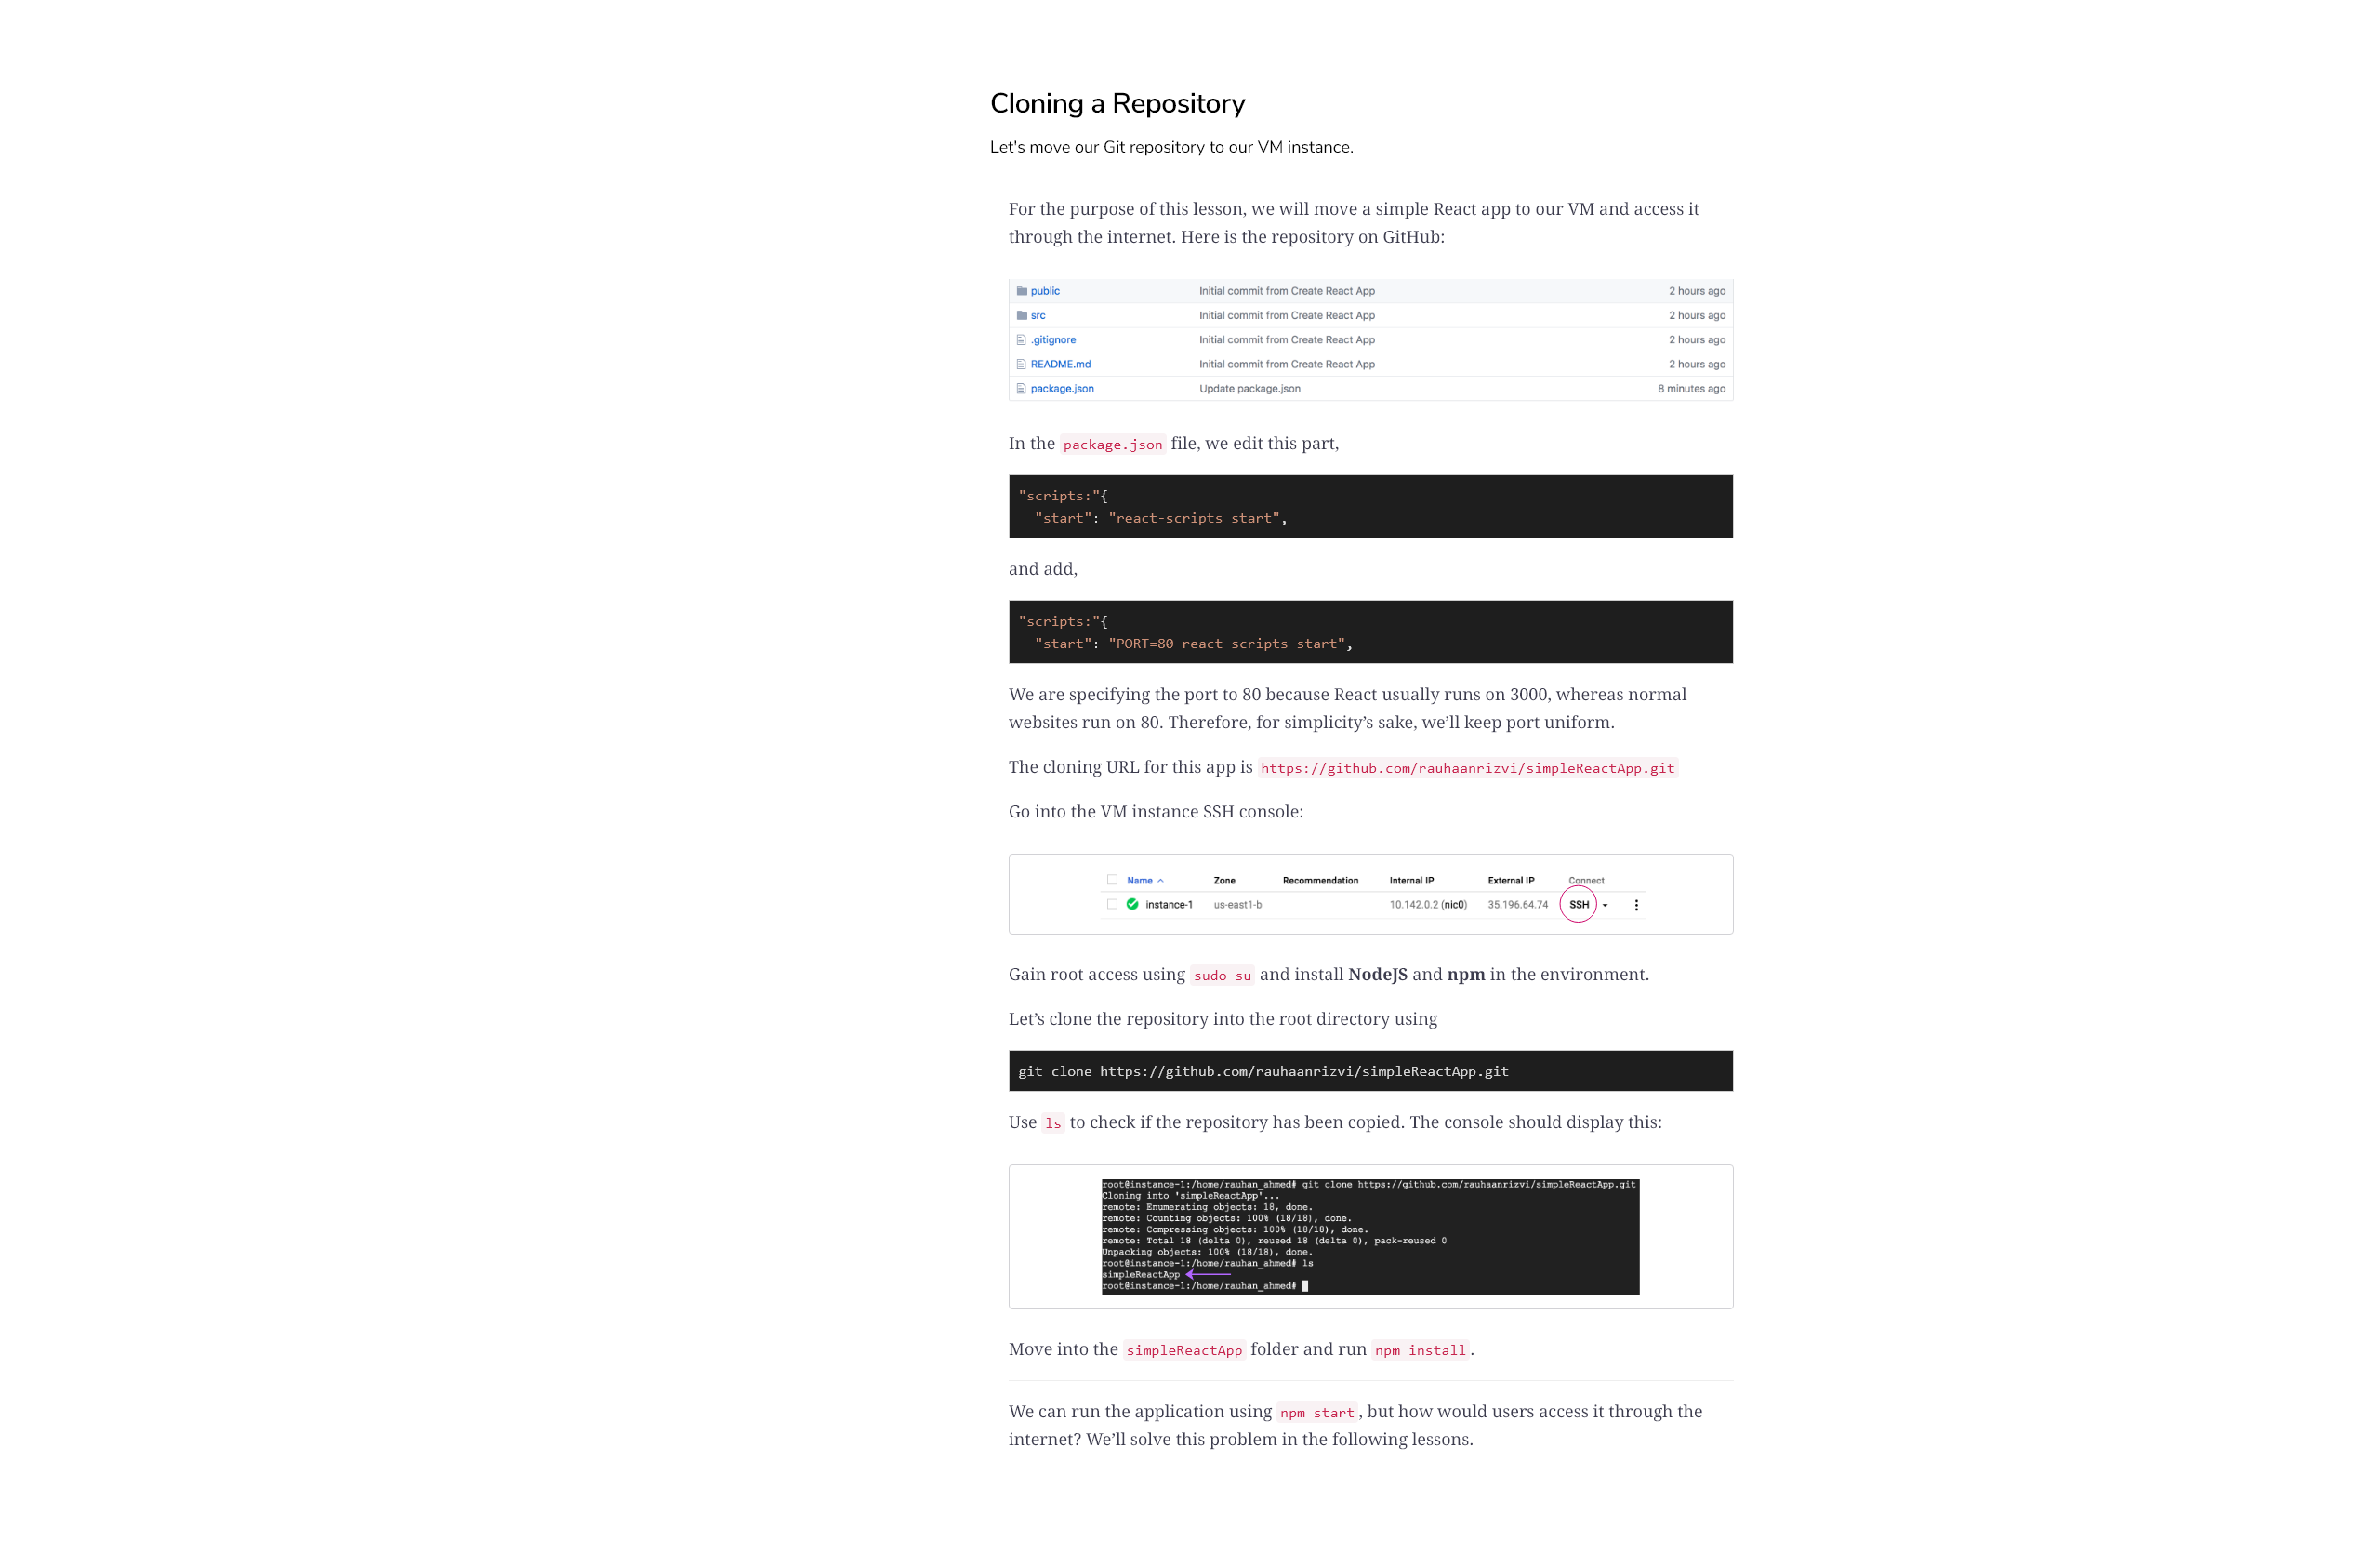 Cloning a Repository
Let's move our Git repository to our VM instance.
For the purpose of this lesson, we will move a simple React app to our VM and access it
through the internet. Here is the repository on GitHub:
public Initial commit from Create React App 2 hours ago
src Initial commit from Create React App 2 hours ago
.gitignore Initial commit from Create React App 2 hours ago
README.md Initial commit from Create React App 2 hours ago
package.json Update package.json 8 minutes ago
In the package.json file, we edit this part,
"scripts:"{
  "start": "react-scripts start",
and add,
"scripts:"{
  "start": "PORT=80 react-scripts start",
We are specifying the port to 80 because React usually runs on 3000, whereas normal
websites run on 80. Therefore, for simplicity’s sake, we’ll keep port uniform.
The cloning URL for this app is https://github.com/rauhaanrizvi/simpleReactApp.git
Go into the VM instance SSH console:
Name Zone Recommendation Internal IP External IP Connect
instance-1 us-east1-b 10.142.0.2 (nic0) 35.196.64.74 SSH
Gain root access using sudo su and install NodeJS and npm in the environment.
Let’s clone the repository into the root directory using
git clone https://github.com/rauhaanrizvi/simpleReactApp.git
Use ls to check if the repository has been copied. The console should display this:
root@instance-1:/home/rauhan_ahmed# git clone https://github.com/rauhaanrizvi/simpleReactApp.git
Cloning into 'simpleReactApp'...
remote: Enumerating objects: 18, done.
remote: Counting objects: 100% (18/18), done.
remote: Compressing objects: 100% (18/18), done.
remote: Total 18 (delta 0), reused 18 (delta 0), pack-reused 0
Unpacking objects: 100% (18/18), done.
root@instance-1:/home/rauhan_ahmed# ls
simpleReactApp
root@instance-1:/home/rauhan_ahmed#
Move into the simpleReactApp folder and run npm install.
We can run the application using npm start, but how would users access it through the
internet? We’ll solve this problem in the following lessons.